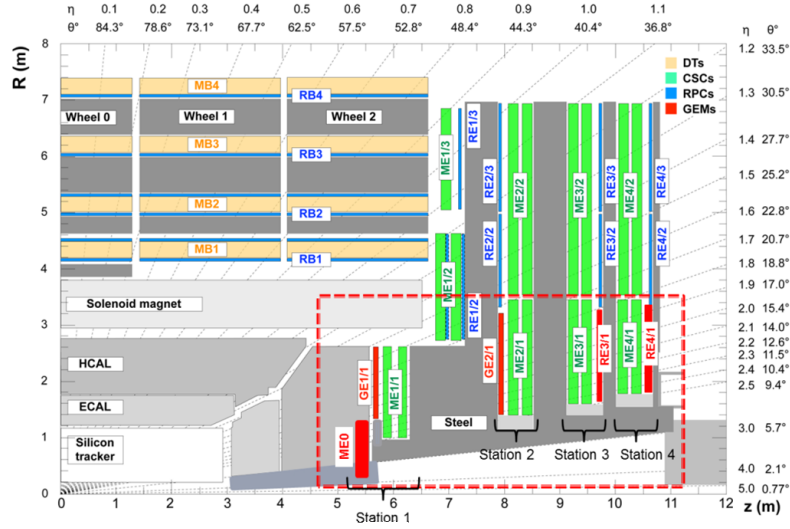 η 0.1 0.2 0.3 0.4 0.5 0.6 0.7 0.8 0.9 1.0 1.1
θ° 84.3° 78.6° 73.1° 67.7° 62.5° 57.5° 52.8° 48.4° 44.3° 40.4° 36.8° η θ°
R (m)
8
7
6
5
4
3
2
1
0
1.2 33.5°
1.3 30.5°
1.4 27.7°
1.5 25.2°
1.6 22.8°
1.7 20.7°
1.8 18.8°
1.9 17.0°
2.0 15.4°
2.1 14.0°
2.2 12.6°
2.3 11.5°
2.4 10.4°
2.5 9.4°
3.0 5.7°
4.0 2.1°
5.0 0.77°
DTs
CSCs
RPCs
GEMs
MB4
RB4
Wheel 0 Wheel 1 Wheel 2
MB3
RB3
MB2
RB2
MB1
RB1
Solenoid magnet
HCAL
ECAL
Silicon
tracker
ME1/3
RE1/3
ME1/2
RE1/2
RE2/3
RE2/2
ME2/2
ME3/2
RE3/3
RE3/2
ME4/2
RE4/3
RE4/2
GE1/1
ME1/1
ME0
GE2/1
ME2/1
ME3/1
RE3/1
ME4/1
RE4/1
Steel
Station 2 Station 3 Station 4
0 1 2 3 4 5 6 7 8 9 10 11 12
z (m)
Station 1